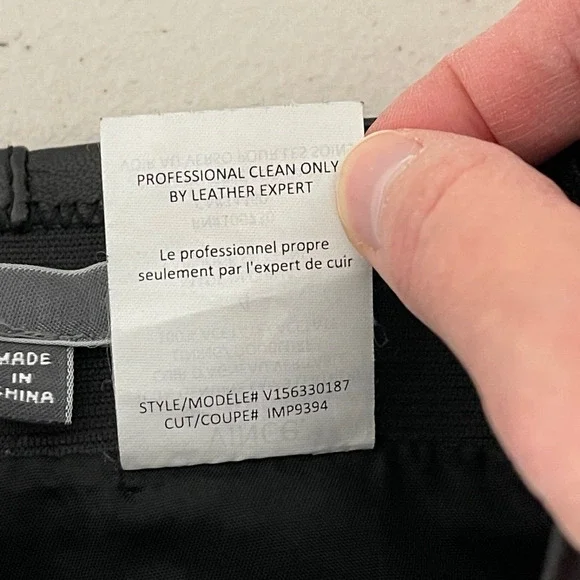 PROFESSIONAL CLEAN ONLY
BY LEATHER EXPERT
Le professionnel propre
seulement par l'expert de cuir
STYLE/MODÉLE# V156330187
CUT/COUPE# IMP9394
MADE
IN
CHINA